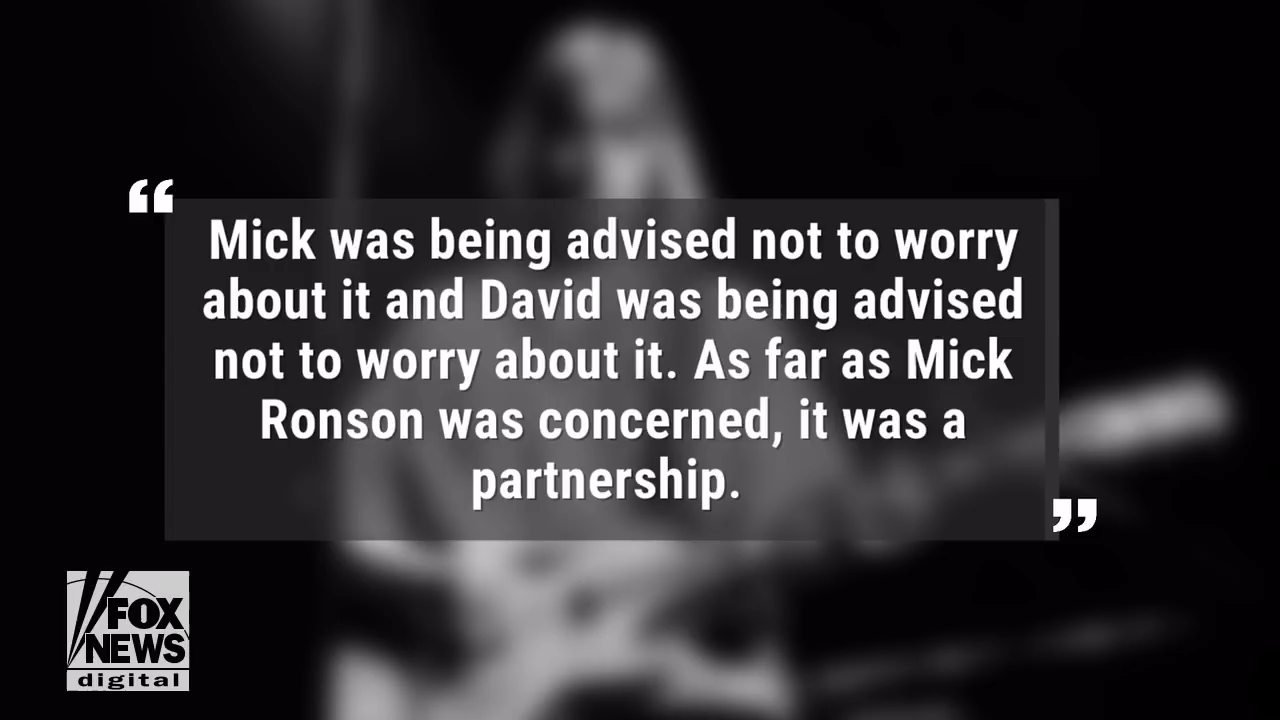 “
Mick was being advised not to worry
about it and David was being advised
not to worry about it. As far as Mick
Ronson was concerned, it was a
partnership.
”
FOX
NEWS
digital